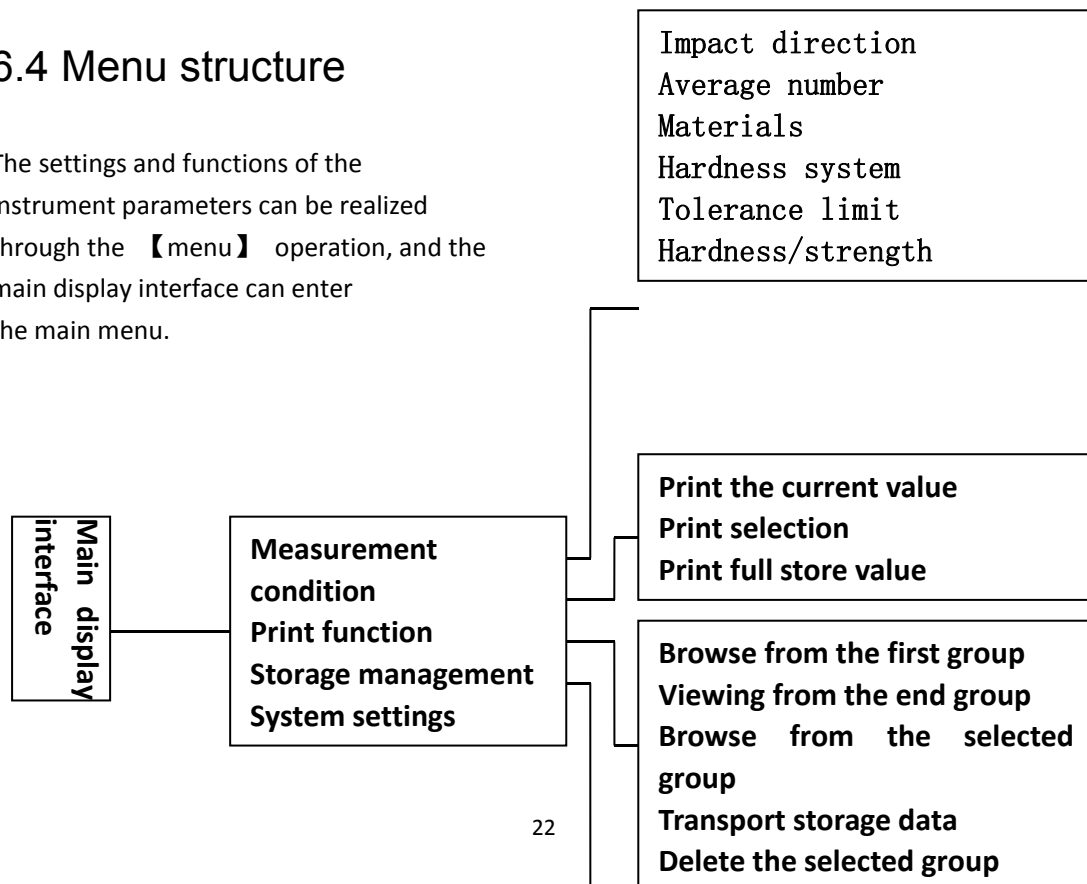 6.4 Menu structure
The settings and functions of the
instrument parameters can be realized
through the 【menu】 operation, and the
main display interface can enter
the main menu.
Impact direction
Average number
Materials
Hardness system
Tolerance limit
Hardness/strength
Main display
interface
Measurement
condition
Print function
Storage management
System settings
Print the current value
Print selection
Print full store value
Browse from the first group
Viewing from the end group
Browse from the selected
group
Transport storage data
Delete the selected group
22